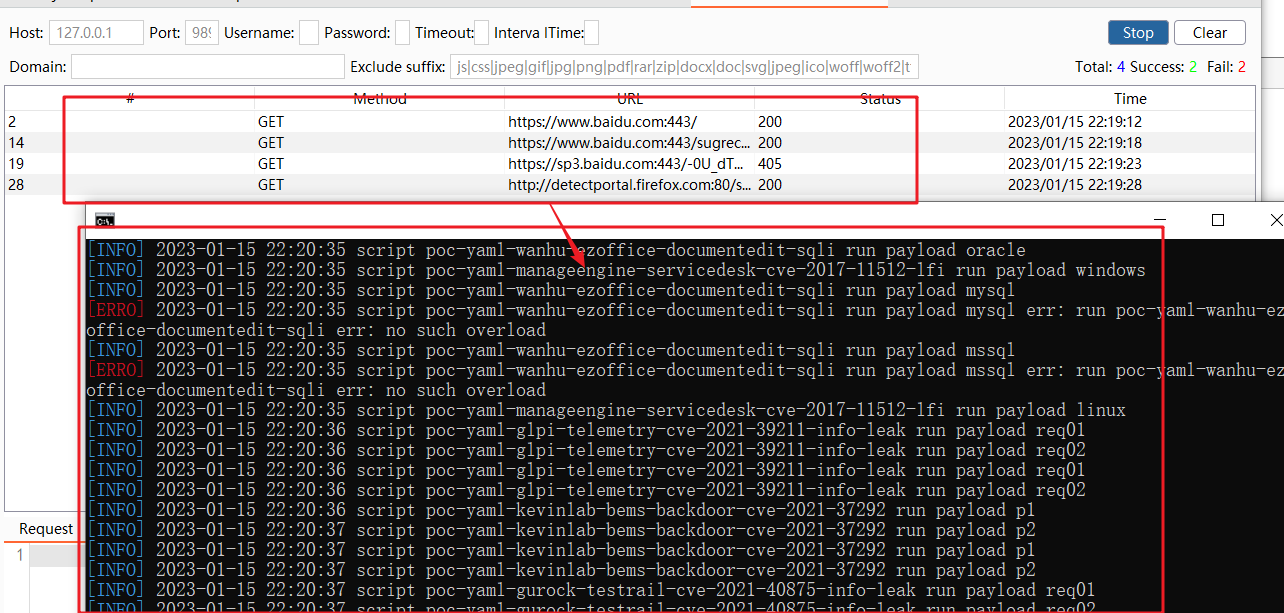 Host: 127.0.0.1 Port: 989 Username: Password: Timeout: Interva lTime: Stop Clear
Domain: Exclude suffix: js|css|jpeg|gif|jpg|png|pdf|rar|zip|docx|doc|svg|jpeg|ico|woff|woff2|t Total: 4 Success: 2 Fail: 2
# Method URL Status Time
2 GET https://www.baidu.com:443/ 200 2023/01/15 22:19:12
14 GET https://www.baidu.com:443/sugrec... 200 2023/01/15 22:19:18
19 GET https://sp3.baidu.com:443/-0U_dT... 405 2023/01/15 22:19:23
28 GET http://detectportal.firefox.com:80/s... 200 2023/01/15 22:19:28
[INFO] 2023-01-15 22:20:35 script poc-yaml-wanhu-ezoffice-documentedit-sqli run payload oracle
[INFO] 2023-01-15 22:20:35 script poc-yaml-manageengine-servicedesk-cve-2017-11512-lfi run payload windows
[INFO] 2023-01-15 22:20:35 script poc-yaml-wanhu-ezoffice-documentedit-sqli run payload mysql
[ERRO] 2023-01-15 22:20:35 script poc-yaml-wanhu-ezoffice-documentedit-sqli run payload mysql err: run poc-yaml-wanhu-ez
office-documentedit-sqli err: no such overload
[INFO] 2023-01-15 22:20:35 script poc-yaml-wanhu-ezoffice-documentedit-sqli run payload mssql
[ERRO] 2023-01-15 22:20:35 script poc-yaml-wanhu-ezoffice-documentedit-sqli run payload mssql err: run poc-yaml-wanhu-ez
office-documentedit-sqli err: no such overload
[INFO] 2023-01-15 22:20:35 script poc-yaml-manageengine-servicedesk-cve-2017-11512-lfi run payload linux
[INFO] 2023-01-15 22:20:36 script poc-yaml-glpi-telemetry-cve-2021-39211-info-leak run payload req01
[INFO] 2023-01-15 22:20:36 script poc-yaml-glpi-telemetry-cve-2021-39211-info-leak run payload req02
[INFO] 2023-01-15 22:20:36 script poc-yaml-glpi-telemetry-cve-2021-39211-info-leak run payload req01
[INFO] 2023-01-15 22:20:36 script poc-yaml-glpi-telemetry-cve-2021-39211-info-leak run payload req02
[INFO] 2023-01-15 22:20:36 script poc-yaml-kevinlab-bems-backdoor-cve-2021-37292 run payload p1
[INFO] 2023-01-15 22:20:37 script poc-yaml-kevinlab-bems-backdoor-cve-2021-37292 run payload p2
[INFO] 2023-01-15 22:20:37 script poc-yaml-kevinlab-bems-backdoor-cve-2021-37292 run payload p1
[INFO] 2023-01-15 22:20:37 script poc-yaml-kevinlab-bems-backdoor-cve-2021-37292 run payload p2
[INFO] 2023-01-15 22:20:37 script poc-yaml-gurock-testrail-cve-2021-40875-info-leak run payload req01
[INFO] 2023-01-15 22:20:37 script poc-yaml-gurock-testrail-cve-2021-40875-info-leak run payload req02
Request
1